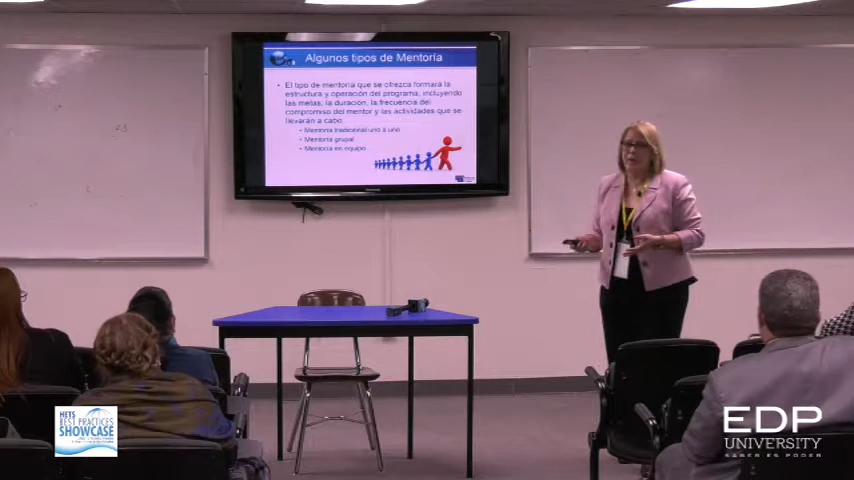 Algunos tipos de Mentoría
• El tipo de mentoría que se ofrezca formará la
estructura y operación del programa, incluyendo
las metas, la duración, la frecuencia del
compromiso del mentor y las actividades que se
llevarán a cabo.
• Mentoría tradicional uno a uno
• Mentoría grupal
• Mentoría en equipo
HETS
BEST PRACTICES
SHOWCASE
EDP
UNIVERSITY
SABER ES PODER